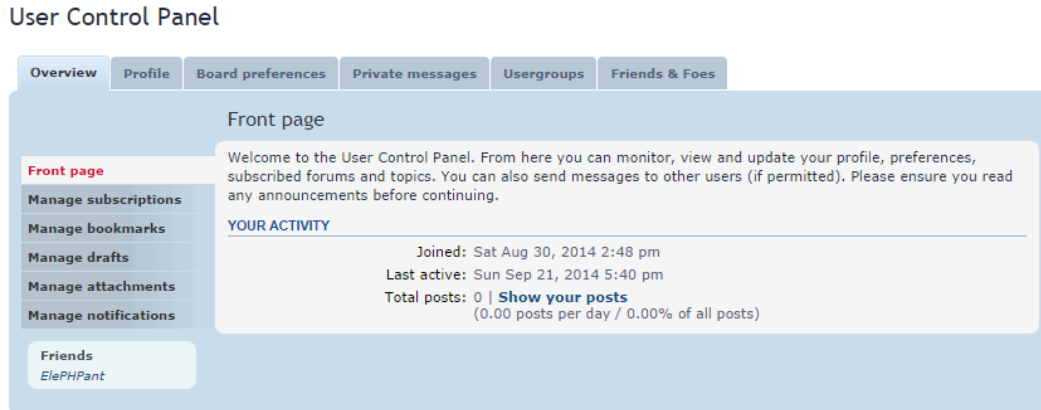 User Control Panel
Overview Profile Board preferences Private messages Usergroups Friends & Foes
Front page
Front page
Manage subscriptions
Manage bookmarks
Manage drafts
Manage attachments
Manage notifications
Friends
ElePHPant
Welcome to the User Control Panel. From here you can monitor, view and update your profile, preferences,
subscribed forums and topics. You can also send messages to other users (if permitted). Please ensure you read
any announcements before continuing.
YOUR ACTIVITY
Joined: Sat Aug 30, 2014 2:48 pm
Last active: Sun Sep 21, 2014 5:40 pm
Total posts: 0 | Show your posts
(0.00 posts per day / 0.00% of all posts)